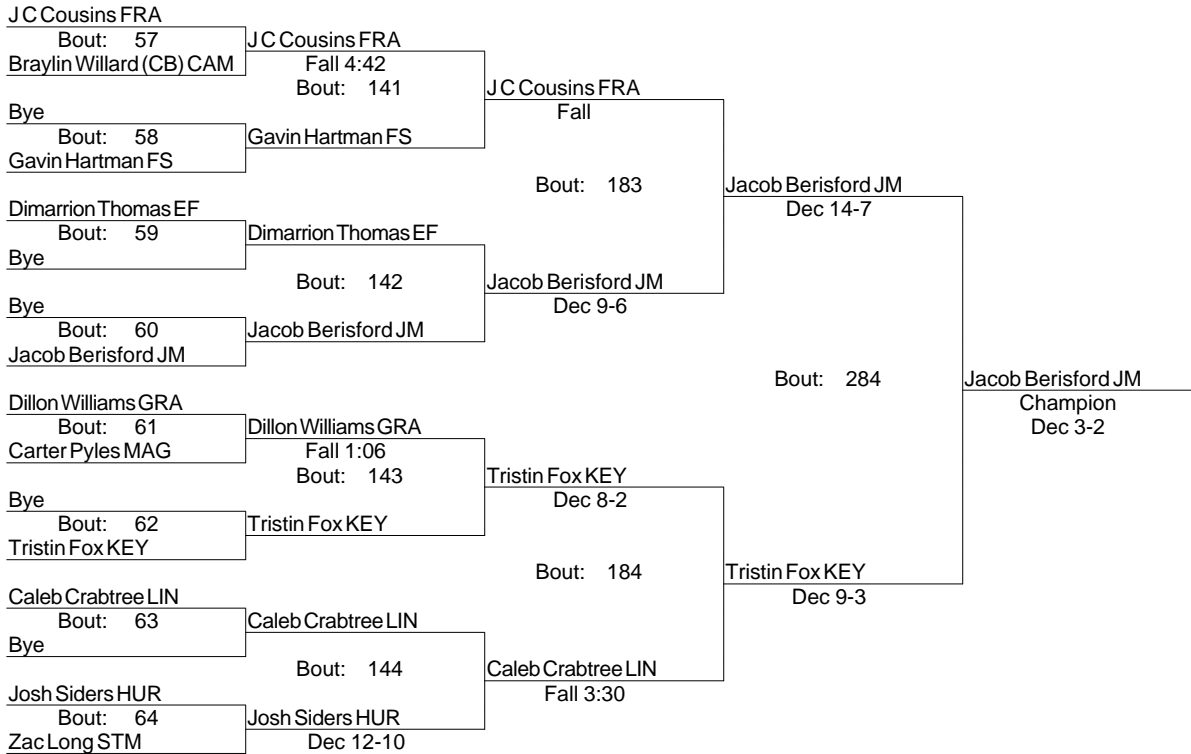 J C Cousins FRA
Bout: 57
Braylin Willard (CB) CAM
Bye
Bout: 58
Gavin Hartman FS
Dimarrion Thomas EF
Bout: 59
Bye
Bye
Bout: 60
Jacob Berisford JM
Dillon Williams GRA
Bout: 61
Carter Pyles MAG
Bye
Bout: 62
Tristin Fox KEY
Caleb Crabtree LIN
Bout: 63
Bye
Josh Siders HUR
Bout: 64
Zac Long STM
J C Cousins FRA
Fall 4:42
Bout: 141
Gavin Hartman FS
Dimarrion Thomas EF
Bout: 142
Jacob Berisford JM
Dillon Williams GRA
Fall 1:06
Bout: 143
Tristin Fox KEY
Caleb Crabtree LIN
Bout: 144
Josh Siders HUR
Dec 12-10
J C Cousins FRA
Fall
Bout: 183
Jacob Berisford JM
Dec 9-6
Tristin Fox KEY
Dec 8-2
Bout: 184
Caleb Crabtree LIN
Fall 3:30
Jacob Berisford JM
Dec 14-7
Bout: 284
Tristin Fox KEY
Dec 9-3
Jacob Berisford JM
Champion
Dec 3-2